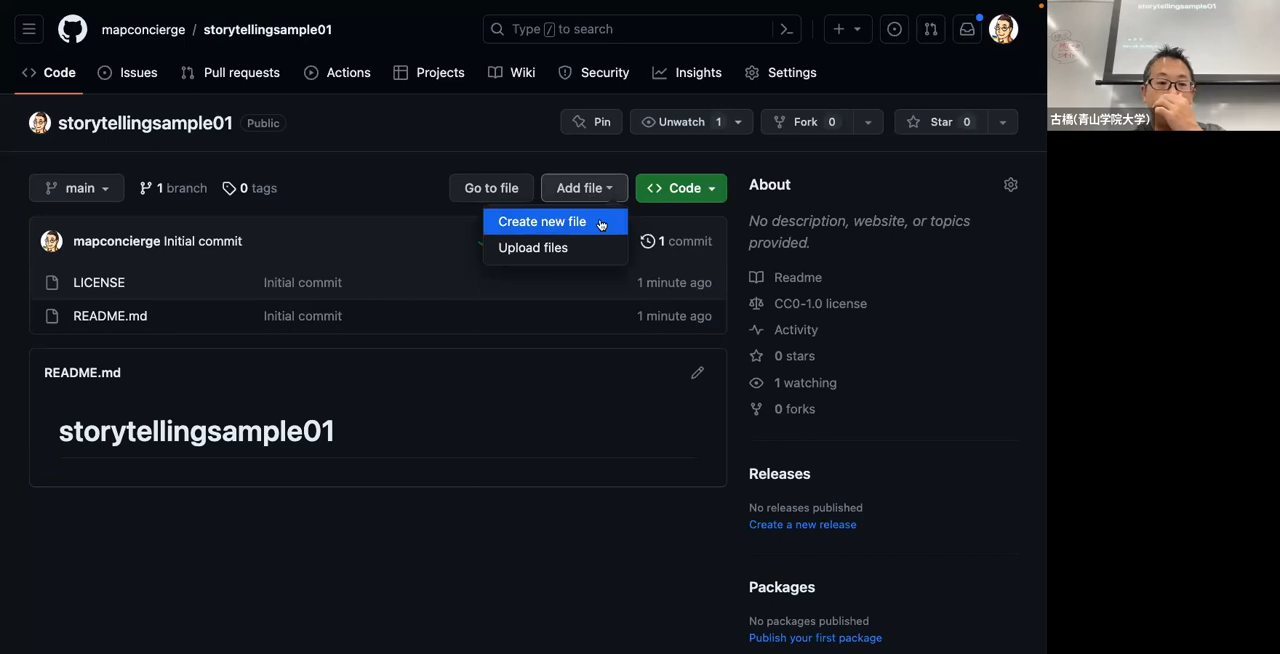 mapconcierge / storytellingsample01
Type / to search
Code
Issues
Pull requests
Actions
Projects
Wiki
Security
Insights
Settings
storytellingsample01
Public
Pin
Unwatch 1
Fork 0
Star 0
main
1 branch
0 tags
Go to file
Add file
Code
Create new file
Upload files
mapconcierge Initial commit
1 commit
LICENSE
Initial commit
1 minute ago
README.md
Initial commit
1 minute ago
README.md
storytellingsample01
About
No description, website, or topics
provided.
Readme
CC0-1.0 license
Activity
0 stars
1 watching
0 forks
Releases
No releases published
Create a new release
Packages
No packages published
Publish your first package
storytellingsample01
古橋(青山学院大学)